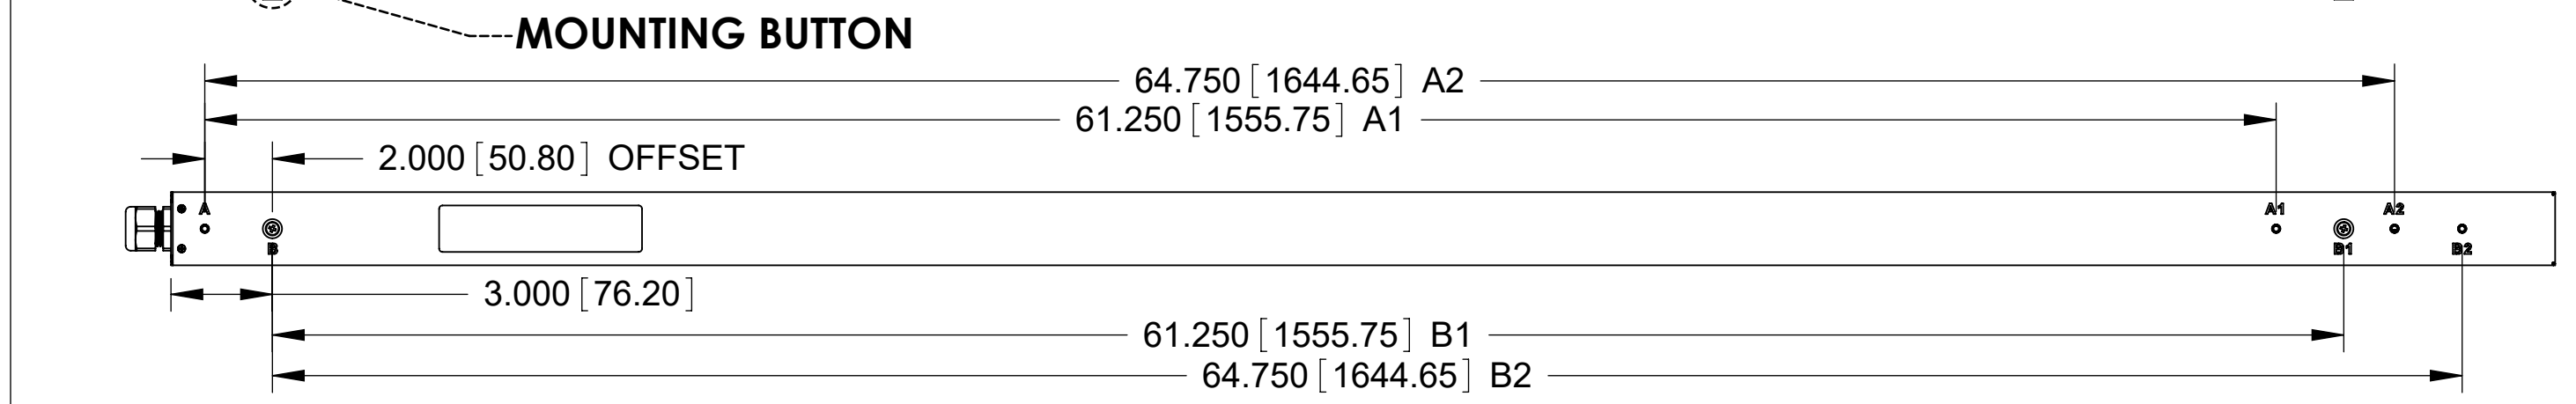 MOUNTING BUTTON
64.750 [1644.65] A2
61.250 [1555.75] A1
2.000 [50.80] OFFSET
A A1 A2
B B1 B2
3.000 [76.20]
61.250 [1555.75] B1
64.750 [1644.65] B2